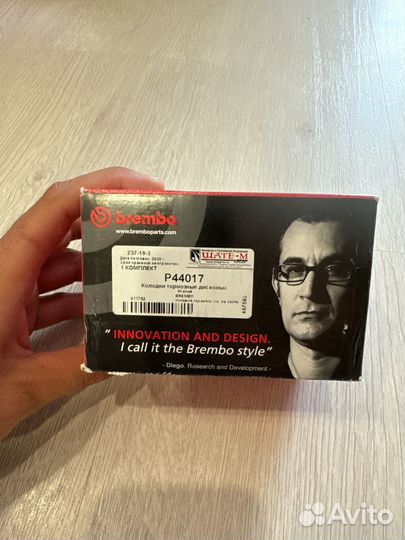 brembo
www.bremboparts.com
237-19-3
1 КОМПЛЕКТ
ШАТЕ-М
P44017
Колодки тормозные дисковые
Италия
BREMBO
“ INNOVATION AND DESIGN.
I call it the Brembo style”
- Diego. Research and Development -
Avito